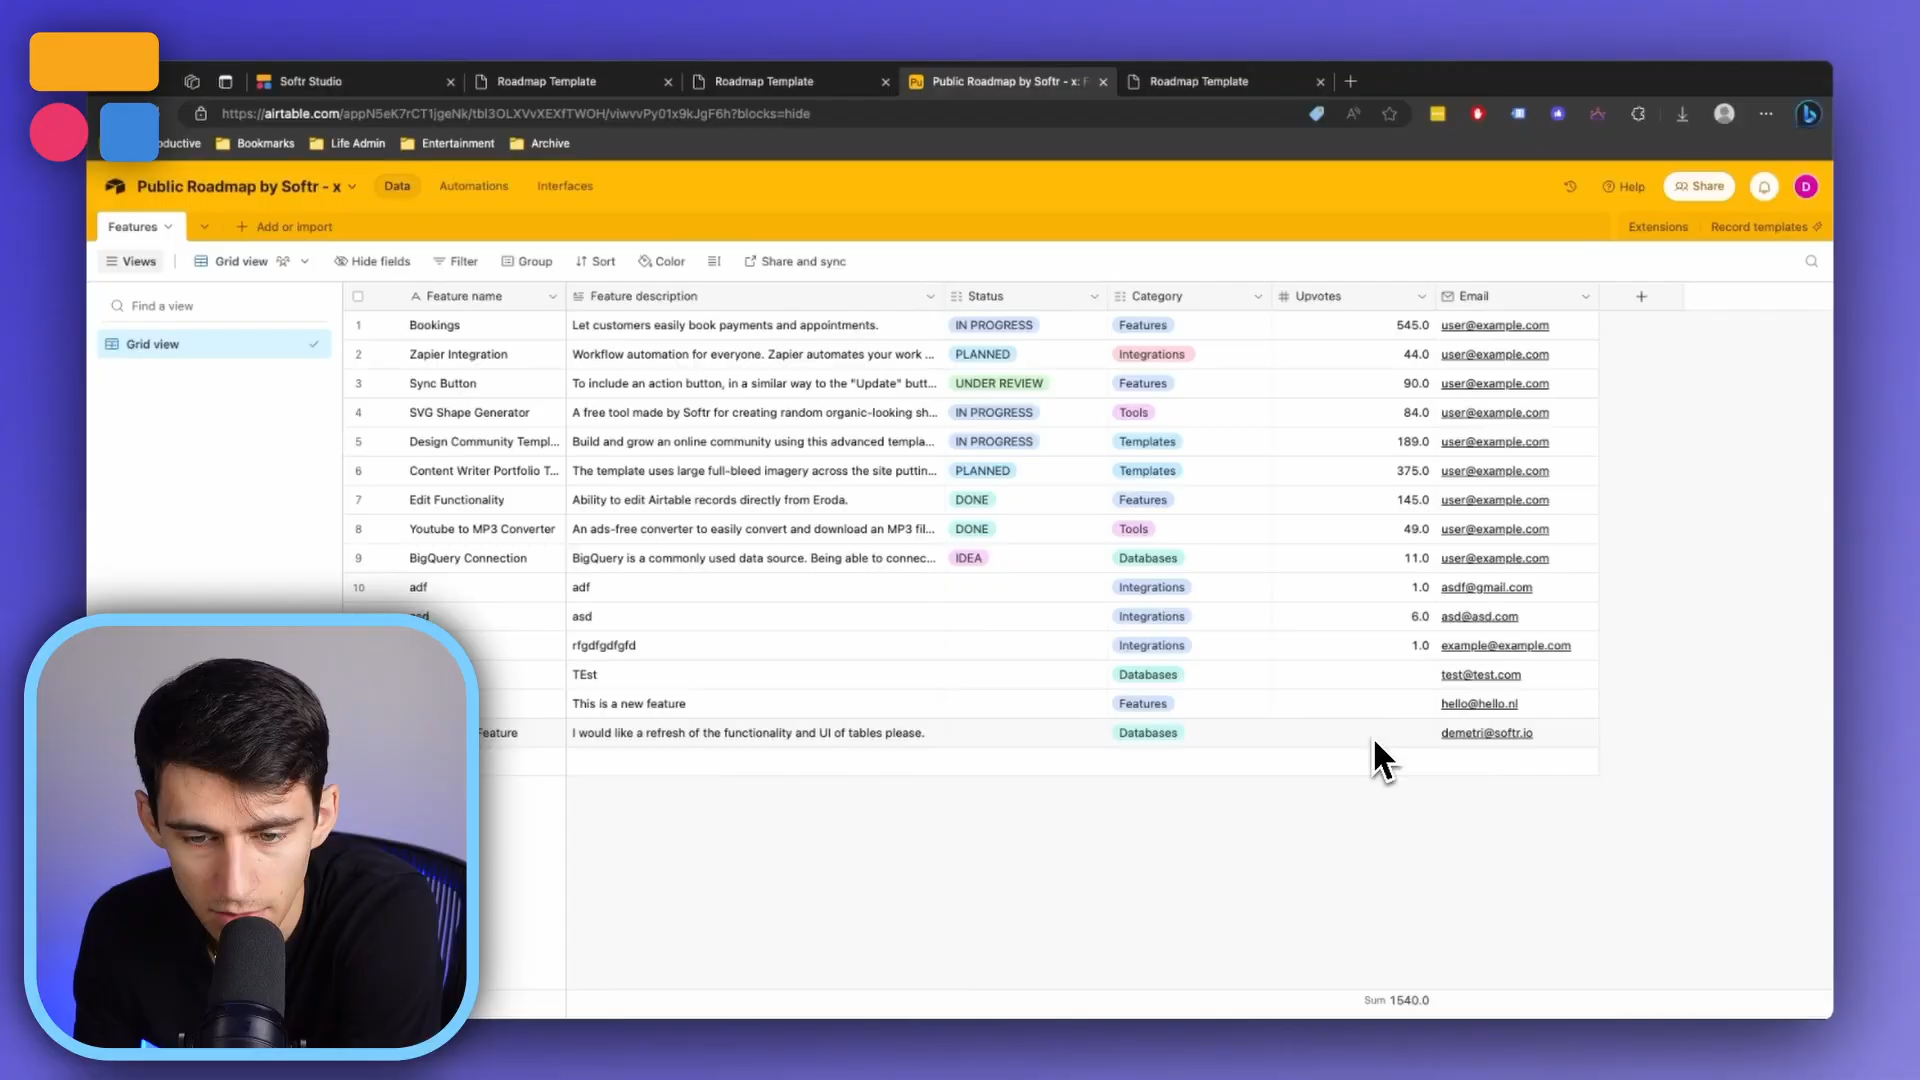 Softr Studio
Roadmap Template
Roadmap Template
Public Roadmap by Softr - x: F
Roadmap Template
https://airtable.com/appN5eK7rCT1jgeNk/tbl3OLXVvXEXfTWOH/viwvvPy01x9kJgF6h?blocks=hide
oductive Bookmarks Life Admin Entertainment Archive
Public Roadmap by Softr - x Data Automations Interfaces Help Share D
Features Add or import Extensions Record templates
Views Grid view Hide fields Filter Group Sort Color Share and sync
Find a view
Grid view
Feature name Feature description Status Category Upvotes Email
1 Bookings Let customers easily book payments and appointments. IN PROGRESS Features 545.0 user@example.com
2 Zapier Integration Workflow automation for everyone. Zapier automates your work ... PLANNED Integrations 44.0 user@example.com
3 Sync Button To include an action button, in a similar way to the "Update" butt... UNDER REVIEW Features 90.0 user@example.com
4 SVG Shape Generator A free tool made by Softr for creating random organic-looking sh... IN PROGRESS Tools 84.0 user@example.com
5 Design Community Templ... Build and grow an online community using this advanced templa... IN PROGRESS Templates 189.0 user@example.com
6 Content Writer Portfolio T... The template uses large full-bleed imagery across the site puttin... PLANNED Templates 375.0 user@example.com
7 Edit Functionality Ability to edit Airtable records directly from Eroda. DONE Features 145.0 user@example.com
8 Youtube to MP3 Converter An ads-free converter to easily convert and download an MP3 fil... DONE Tools 49.0 user@example.com
9 BigQuery Connection BigQuery is a commonly used data source. Being able to connec... IDEA Databases 11.0 user@example.com
10 adf adf Integrations 1.0 asdf@gmail.com
asd Integrations 6.0 asd@asd.com
rfgdfgdfgfd Integrations 1.0 example@example.com
TEst Databases test@test.com
This is a new feature Features hello@hello.nl
Feature I would like a refresh of the functionality and UI of tables please. Databases demetri@softr.io
Sum 1540.0